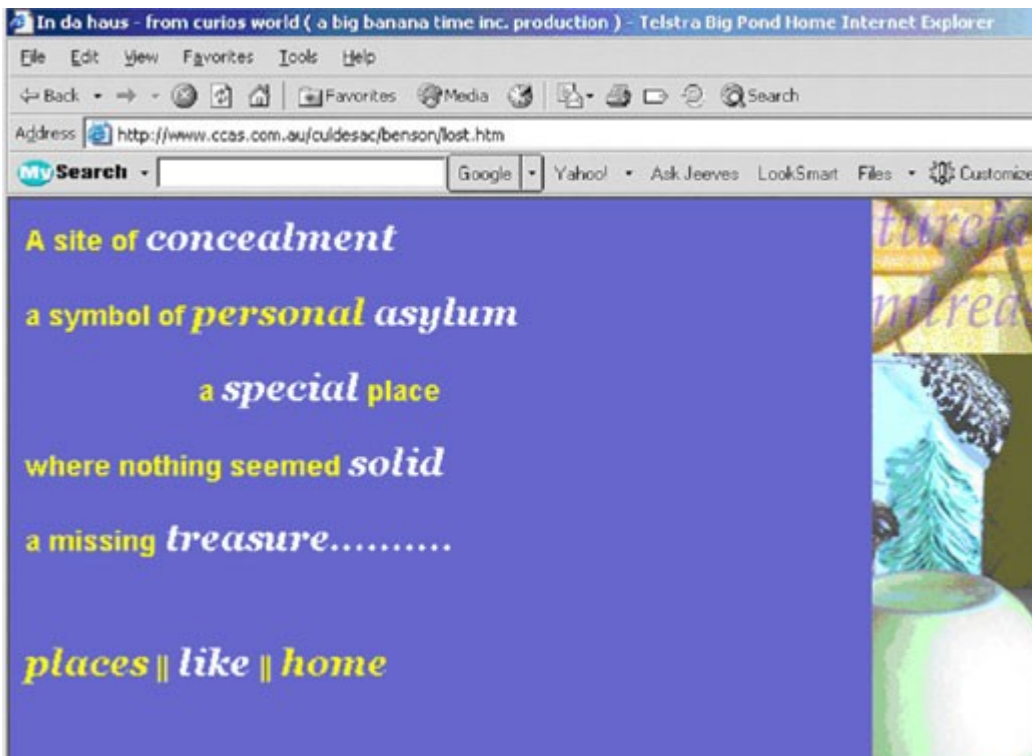 In da haus - from curios world ( a big banana time inc. production ) - Telstra Big Pond Home Internet Explorer
File Edit View Favorites Tools Help
Back Favorites Media Search
Address http://www.ccas.com.au/culdesac/benson/lost.htm
My Search Google Yahoo! Ask Jeeves LookSmart Files Customize
A site of concealment
a symbol of personal asylum
a special place
where nothing seemed solid
a missing treasure..........
places || like || home